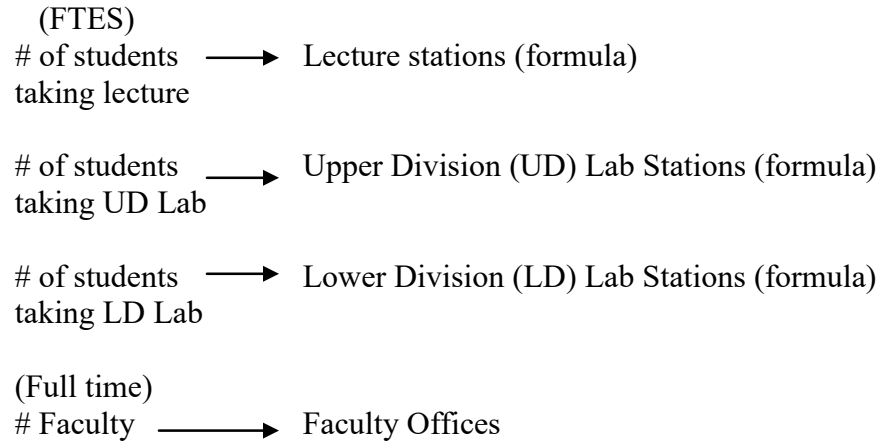 (FTES)
# of students → Lecture stations (formula)
taking lecture
# of students → Upper Division (UD) Lab Stations (formula)
taking UD Lab
# of students → Lower Division (LD) Lab Stations (formula)
taking LD Lab
(Full time)
# Faculty → Faculty Offices